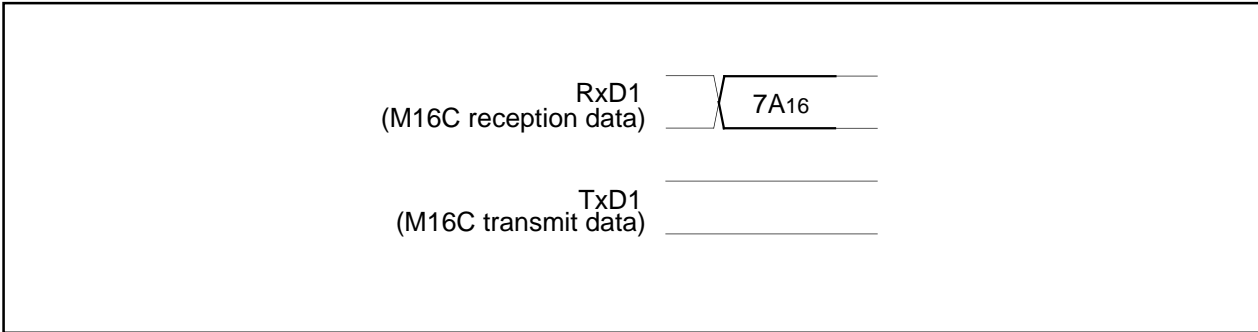 RxD1
(M16C reception data)
7A16
TxD1
(M16C transmit data)